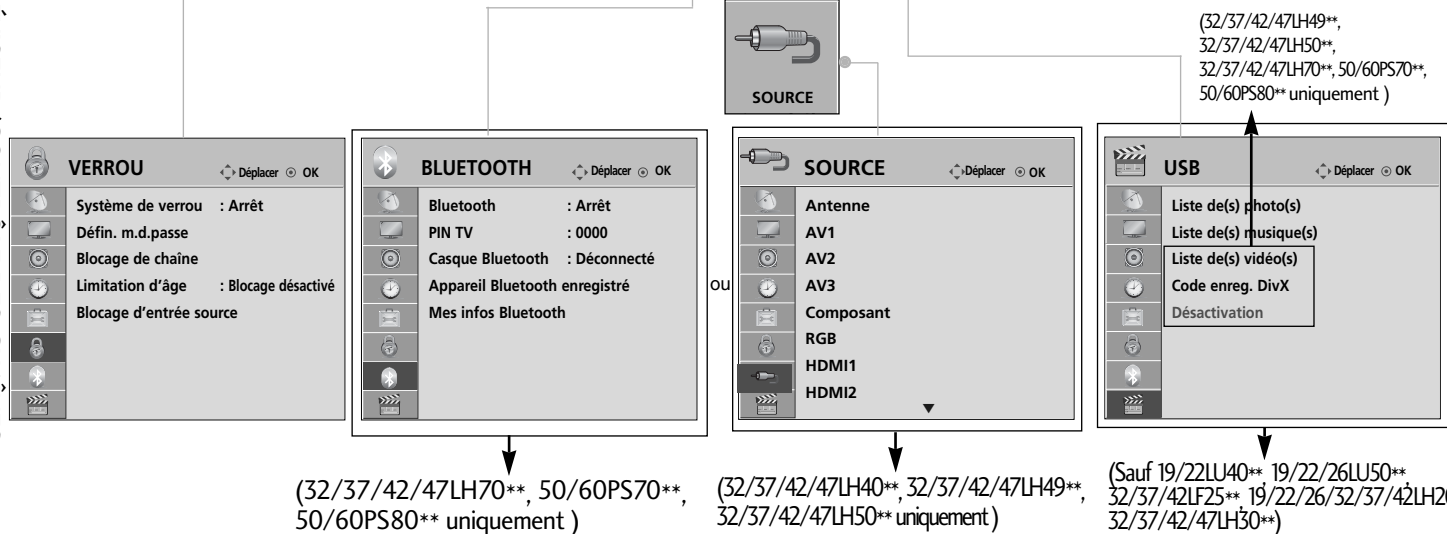 (32/37/42/47LH49**,
32/37/42/47LH50**,
32/37/42/47LH70**, 50/60PS70**,
50/60PS80** uniquement )
SOURCE
VERROU
Déplacer OK
Système de verrou : Arrêt
Défin. m.d.passe
Blocage de chaîne
Limitation d'âge : Blocage désactivé
Blocage d'entrée source
BLUETOOTH
Déplacer OK
Bluetooth : Arrêt
PIN TV : 0000
Casque Bluetooth : Déconnecté
Appareil Bluetooth enregistré
Mes infos Bluetooth
ou
SOURCE
Déplacer OK
Antenne
AV1
AV2
AV3
Composant
RGB
HDMI1
HDMI2
USB
Déplacer OK
Liste de(s) photo(s)
Liste de(s) musique(s)
Liste de(s) vidéo(s)
Code enreg. DivX
Désactivation
(32/37/42/47LH70**, 50/60PS70**,
50/60PS80** uniquement )
(32/37/42/47LH40**, 32/37/42/47LH49**,
32/37/42/47LH50** uniquement )
(Sauf 19/22LU40**, 19/22/26LU50**,
32/37/42LF25**, 19/22/26/32/37/42LH20
32/37/42/47LH30**)